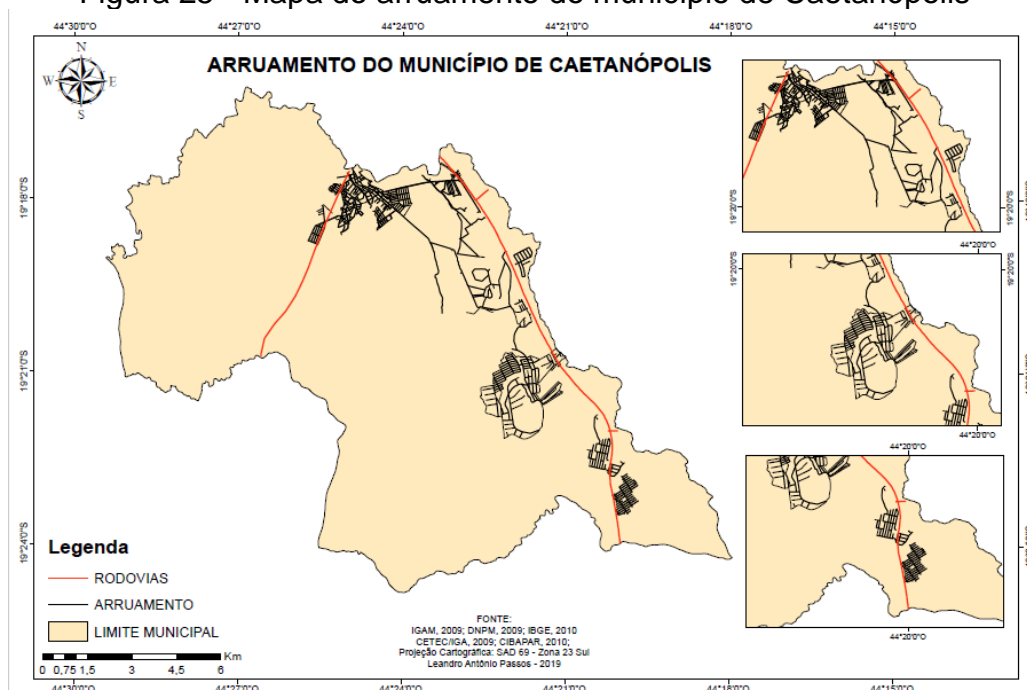 Figura 25 - Mapa de arruamento do município de Caetanópolis
44°30'0"O 44°27'0"O 44°24'0"O 44°21'0"O 44°18'0"O 44°15'0"O
ARRUAMENTO DO MUNICÍPIO DE CAETANÓPOLIS
N
W E
S
19°18'0"S
19°21'0"S
19°24'0"S
19°20'0"S
19°20'0"S
44°20'0"O
19°20'0"S
19°20'0"S
44°20'0"O
44°20'0"O
44°20'0"O
Legenda
RODOVIAS
ARRUAMENTO
LIMITE MUNICIPAL
Km
0 0,75 1,5 3 4,5 6
FONTE:
IGAM, 2009; DNPM, 2009; IBGE, 2010
CETEC/IGA, 2009; CIBAPAR, 2010;
Projeção Cartográfica: SAD 69 - Zona 23 Sul
Leandro Antônio Passos - 2019
44°30'0"O 44°27'0"O 44°24'0"O 44°21'0"O 44°18'0"O 44°15'0"O